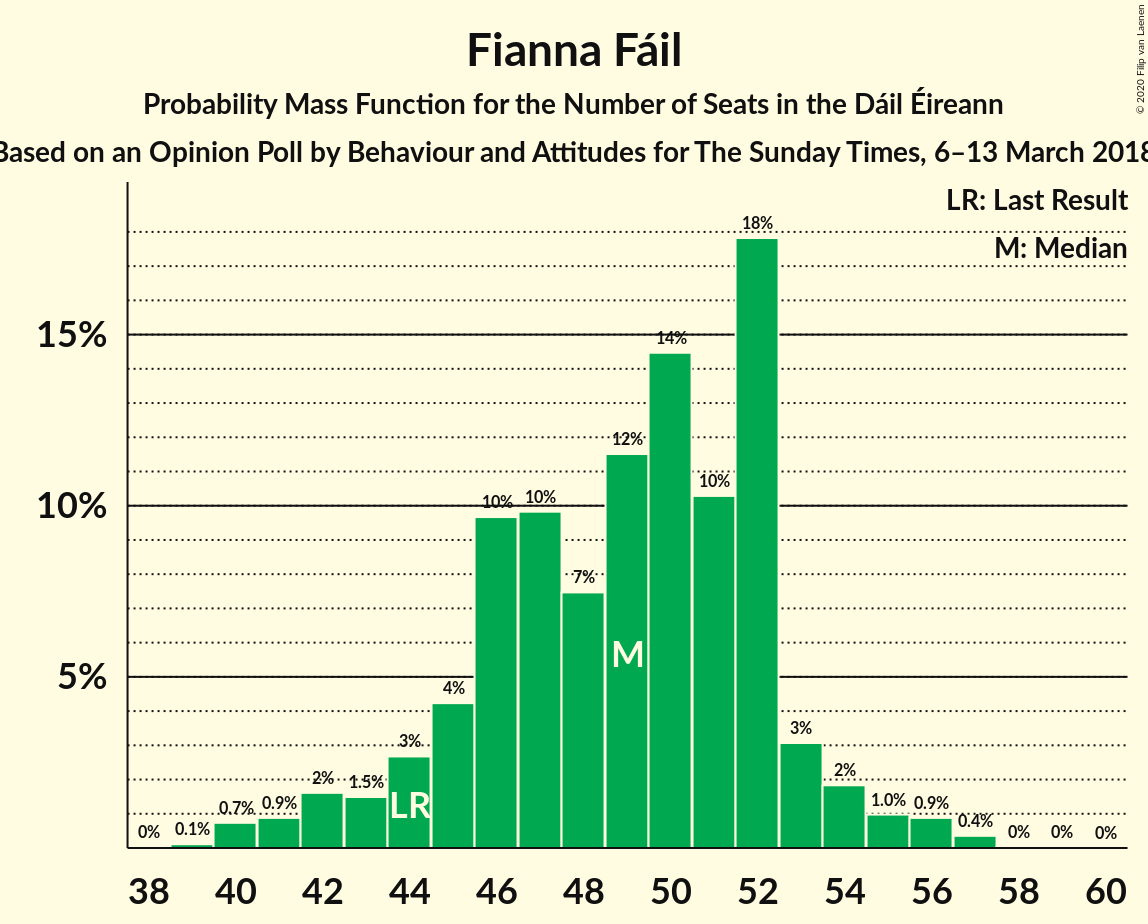 Fianna Fáil
Probability Mass Function for the Number of Seats in the Dáil Éireann
Based on an Opinion Poll by Behaviour and Attitudes for The Sunday Times, 6–13 March 2018
© 2020 Filip van Laenen
LR: Last Result
M: Median
15%
10%
5%
0%
0.1%
0.7%
0.9%
2%
1.5%
3%
4%
10%
10%
7%
12%
14%
10%
18%
3%
2%
1.0%
0.9%
0.4%
0%
0%
0%
LR
M
38 40 42 44 46 48 50 52 54 56 58 60